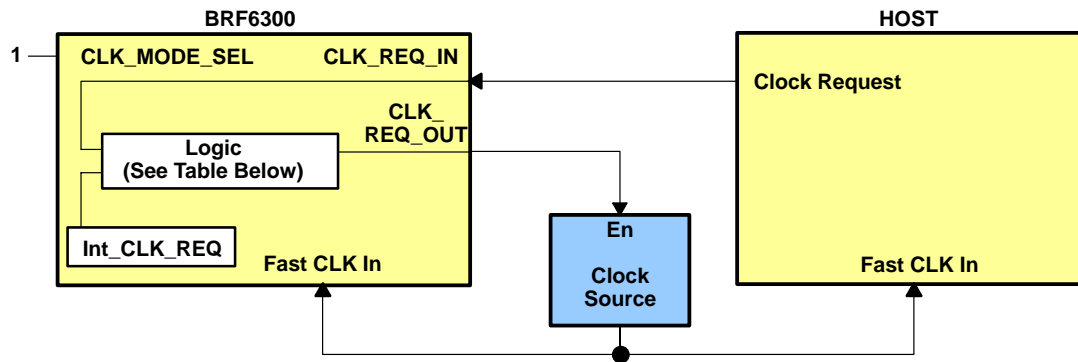 BRF6300
HOST
1
CLK_MODE_SEL
CLK_REQ_IN
Clock Request
CLK_
REQ_OUT
Logic
(See Table Below)
En
Int_CLK_REQ
Fast CLK In
Clock
Source
Fast CLK In